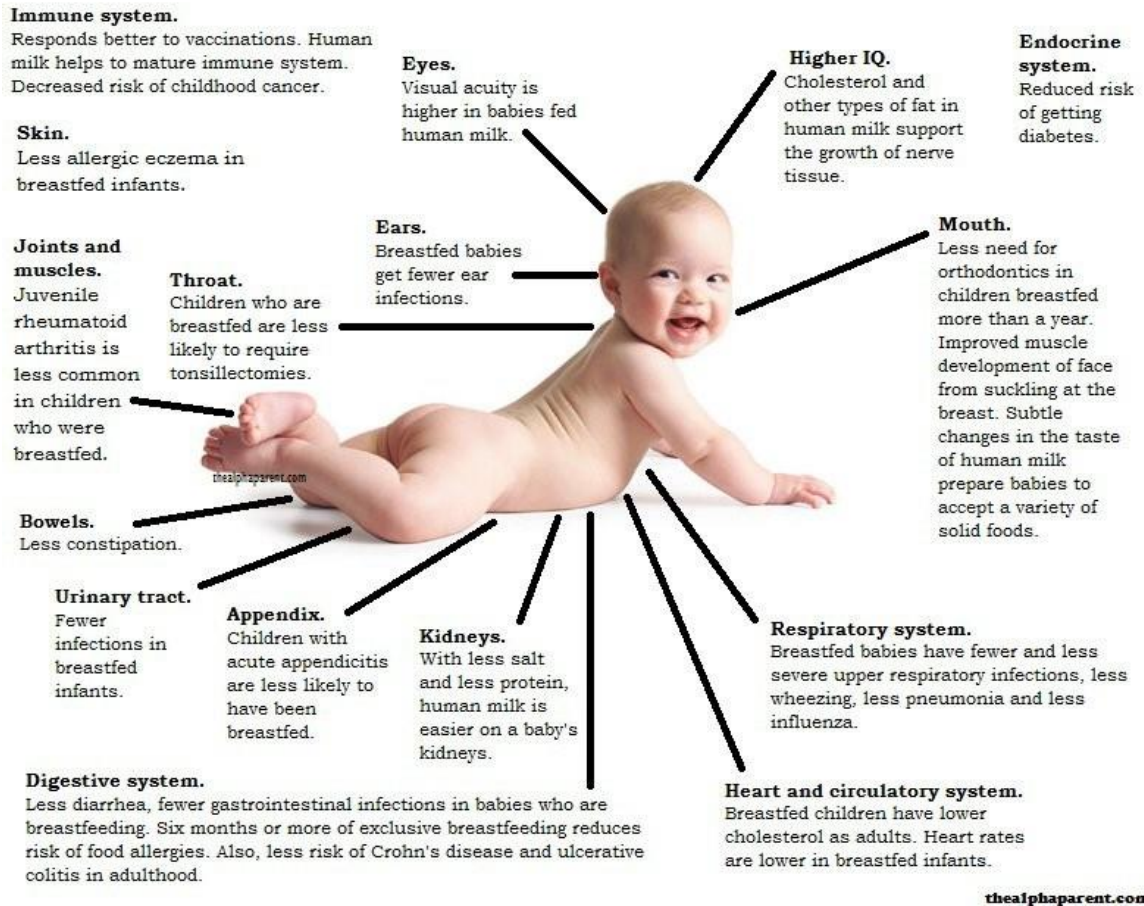 Immune system.
Responds better to vaccinations. Human
milk helps to mature immune system.
Decreased risk of childhood cancer.
Skin.
Less allergic eczema in
breastfed infants.
Eyes.
Visual acuity is
higher in babies fed
human milk.
Higher IQ.
Cholesterol and
other types of fat in
human milk support
the growth of nerve
tissue.
Endocrine
system.
Reduced risk
of getting
diabetes.
Joints and
muscles.
Juvenile
rheumatoid
arthritis is
less common
in children
who were
breastfed.
Throat.
Children who are
breastfed are less
likely to require
tonsillectomies.
Ears.
Breastfed babies
get fewer ear
infections.
Mouth.
Less need for
orthodontics in
children breastfed
more than a year.
Improved muscle
development of face
from suckling at the
breast. Subtle
changes in the taste
of human milk
prepare babies to
accept a variety of
solid foods.
thealphaparent.com
Bowels.
Less constipation.
Urinary tract.
Fewer
infections in
breastfed
infants.
Appendix.
Children with
acute appendicitis
are less likely to
have been
breastfed.
Kidneys.
With less salt
and less protein,
human milk is
easier on a baby's
kidneys.
Respiratory system.
Breastfed babies have fewer and less
severe upper respiratory infections, less
wheezing, less pneumonia and less
influenza.
Digestive system.
Less diarrhea, fewer gastrointestinal infections in babies who are
breastfeeding. Six months or more of exclusive breastfeeding reduces
risk of food allergies. Also, less risk of Crohn's disease and ulcerative
colitis in adulthood.
Heart and circulatory system.
Breastfed children have lower
cholesterol as adults. Heart rates
are lower in breastfed infants.
thealphaparent.com